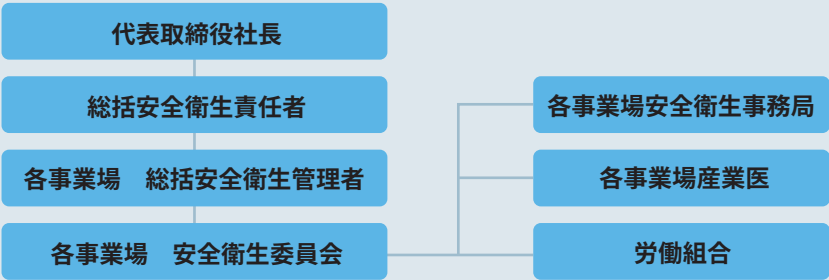 代表取締役社長
総括安全衛生責任者
各事業場　総括安全衛生管理者
各事業場　安全衛生委員会
各事業場安全衛生事務局
各事業場産業医
労働組合